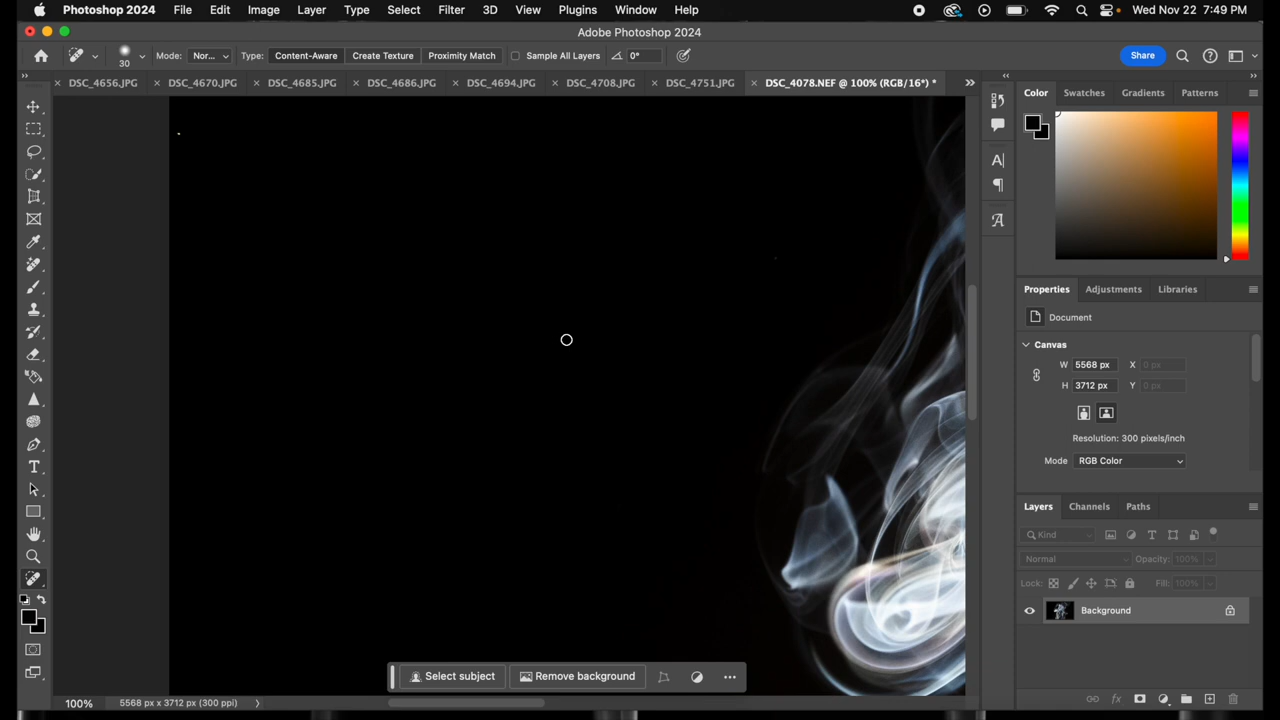 Photoshop 2024 File Edit Image Layer Type Select Filter 3D View Plugins Window Help Wed Nov 22 7:49 PM
Adobe Photoshop 2024
30 Mode: Nor... Type: Content-Aware Create Texture Proximity Match Sample All Layers 0° Share
DSC_4656.JPG DSC_4670.JPG DSC_4685.JPG DSC_4686.JPG DSC_4694.JPG DSC_4708.JPG DSC_4751.JPG DSC_4078.NEF @ 100% (RGB/16*) *
Color Swatches Gradients Patterns
Properties Adjustments Libraries
Document
Canvas
W 5568 px X 0 px
H 3712 px Y 0 px
Resolution: 300 pixels/inch
Mode RGB Color
Layers Channels Paths
Kind
Normal Opacity: 100%
Lock: Fill: 100%
Background
Select subject Remove background
100% 5568 px x 3712 px (300 ppi)